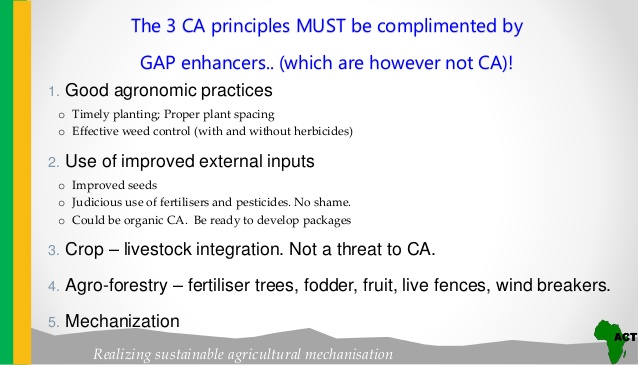 The 3 CA principles MUST be complimented by
GAP enhancers.. (which are however not CA)!
1. Good agronomic practices
o Timely planting; Proper plant spacing
o Effective weed control (with and without herbicides)
2. Use of improved external inputs
o Improved seeds
o Judicious use of fertilisers and pesticides. No shame.
o Could be organic CA. Be ready to develop packages
3. Crop – livestock integration. Not a threat to CA.
4. Agro-forestry – fertiliser trees, fodder, fruit, live fences, wind breakers.
5. Mechanization
Realizing sustainable agricultural mechanisation
ACT